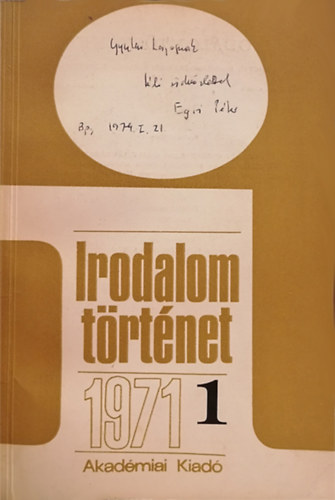 Gyulai Lajosnak
Egri Péter
Bp, 1974. I. 21
Irodalom
történet
1971 1
Akadémiai Kiadó